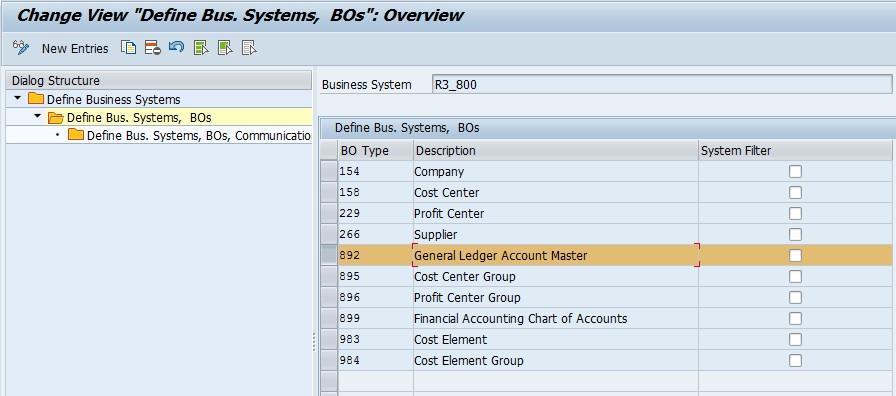 Change View "Define Bus. Systems, BOs": Overview
New Entries
Dialog Structure
Define Business Systems
Define Bus. Systems, BOs
Define Bus. Systems, BOs, Communicatio
Business System R3_800
Define Bus. Systems, BOs
BO Type Description System Filter
154 Company
158 Cost Center
229 Profit Center
266 Supplier
892 General Ledger Account Master
895 Cost Center Group
896 Profit Center Group
899 Financial Accounting Chart of Accounts
983 Cost Element
984 Cost Element Group